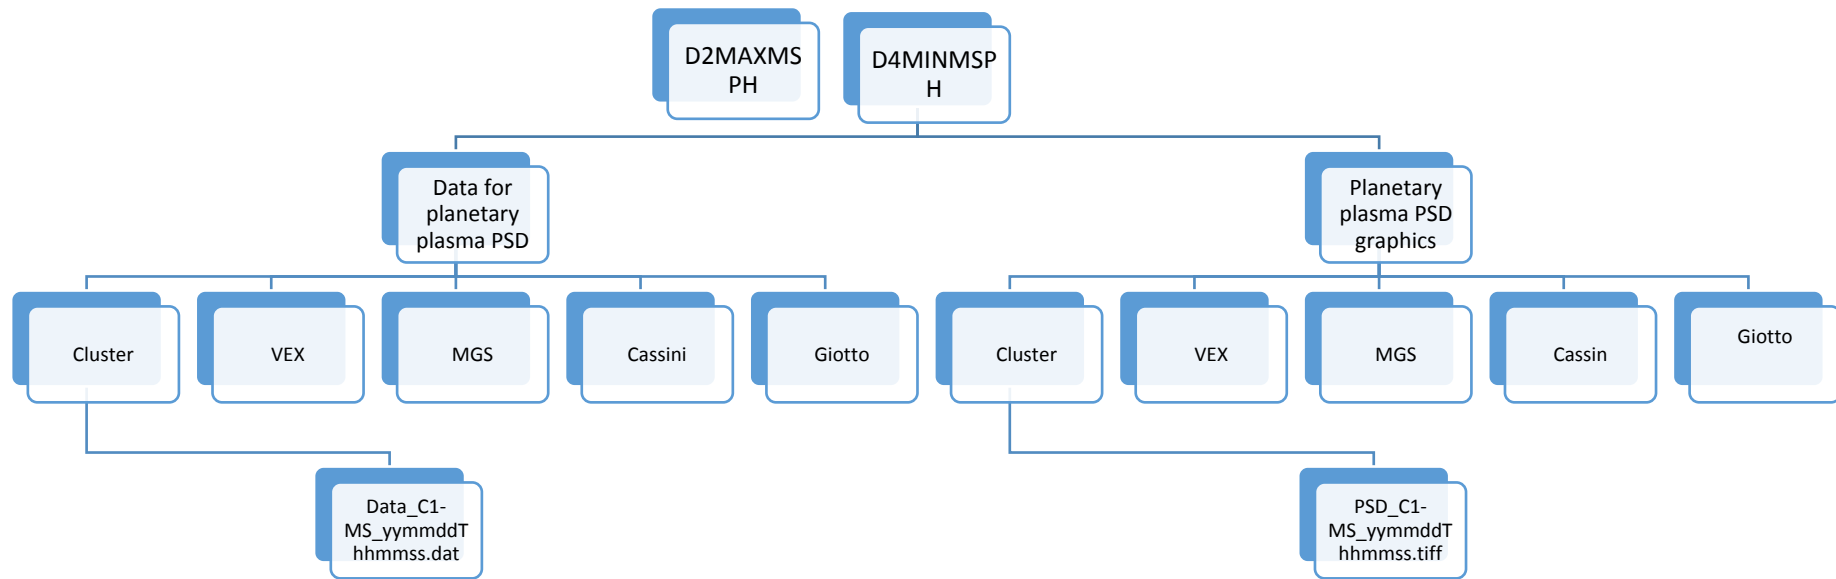 D2MAXMS
PH
D4MINMSP
H
Data for
planetary
plasma PSD
Planetary
plasma PSD
graphics
Cluster
VEX
MGS
Cassini
Giotto
Cluster
VEX
MGS
Cassin
Giotto
Data_C1-
MS_yymmddT
hhmmss.dat
PSD_C1-
MS_yymmddT
hhmmss.tiff